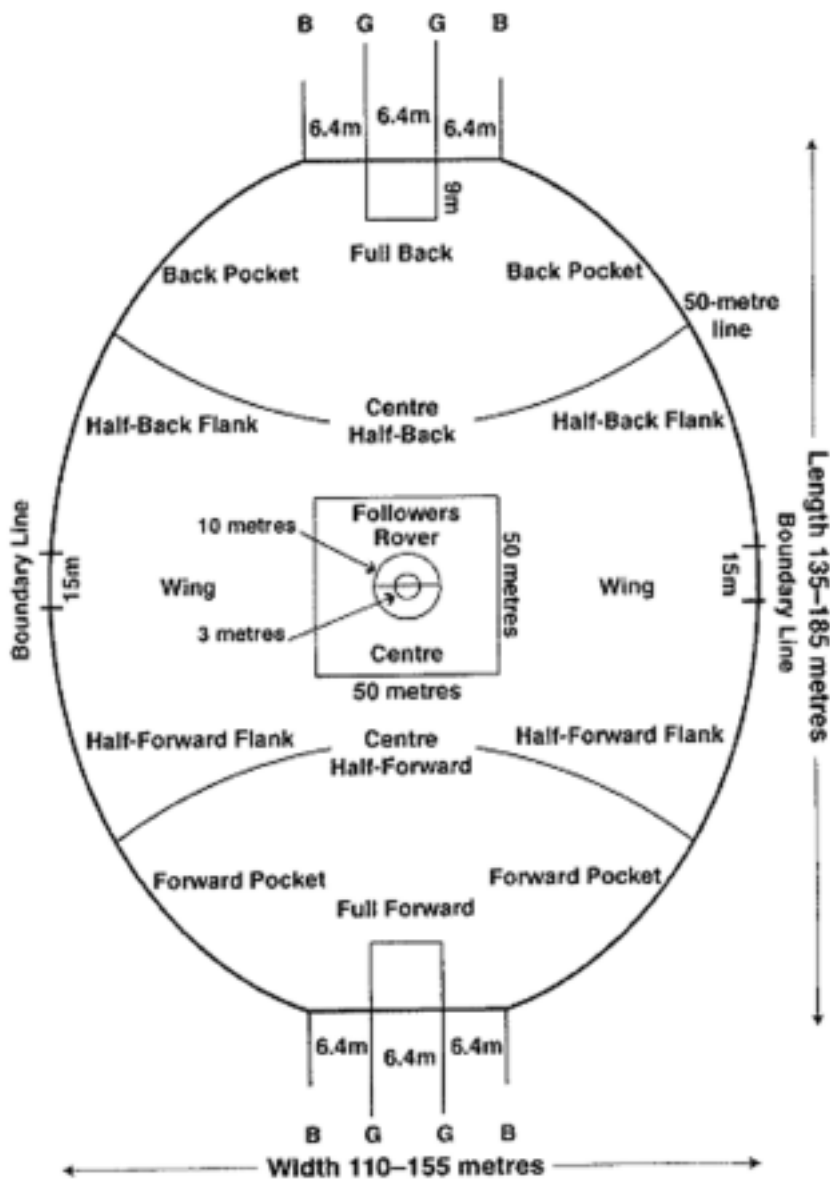 B G G B
6.4m 6.4m 6.4m
9m
Full Back
Back Pocket Back Pocket
50-metre
line
Centre
Half-Back
Half-Back Flank Half-Back Flank
Followers
Rover
10 metres
50 metres
Boundary Line
15m
Wing Wing
15m
Boundary Line
Length 135–185 metres
3 metres
Centre
50 metres
Half-Forward Flank Half-Forward Flank
Centre
Half-Forward
Forward Pocket Forward Pocket
Full Forward
6.4m 6.4m 6.4m
B G G B
Width 110–155 metres